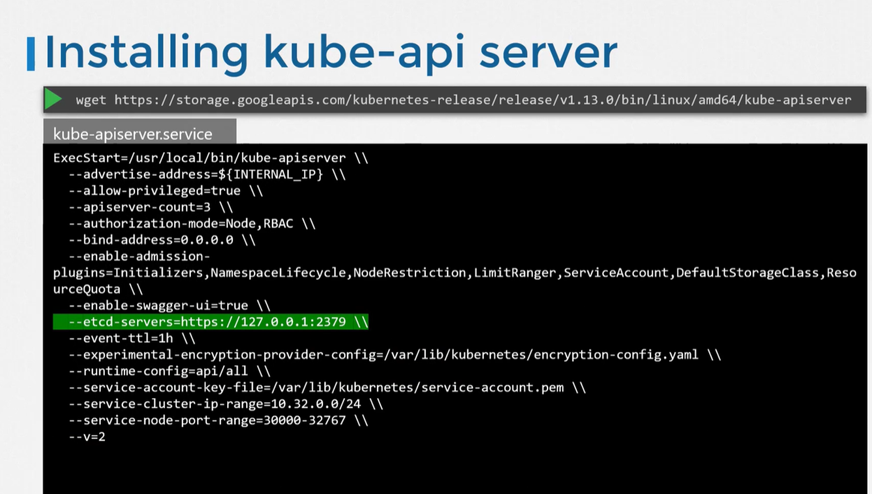 Installing kube-api server
wget https://storage.googleapis.com/kubernetes-release/release/v1.13.0/bin/linux/amd64/kube-apiserver
kube-apiserver.service
ExecStart=/usr/local/bin/kube-apiserver \\
  --advertise-address=${INTERNAL_IP} \\
  --allow-privileged=true \\
  --apiserver-count=3 \\
  --authorization-mode=Node,RBAC \\
  --bind-address=0.0.0.0 \\
  --enable-admission-
plugins=Initializers,NamespaceLifecycle,NodeRestriction,LimitRanger,ServiceAccount,DefaultStorageClass,Reso
urceQuota \\
  --enable-swagger-ui=true \\
  --etcd-servers=https://127.0.0.1:2379 \\
  --event-ttl=1h \\
  --experimental-encryption-provider-config=/var/lib/kubernetes/encryption-config.yaml \\
  --runtime-config=api/all \\
  --service-account-key-file=/var/lib/kubernetes/service-account.pem \\
  --service-cluster-ip-range=10.32.0.0/24 \\
  --service-node-port-range=30000-32767 \\
  --v=2